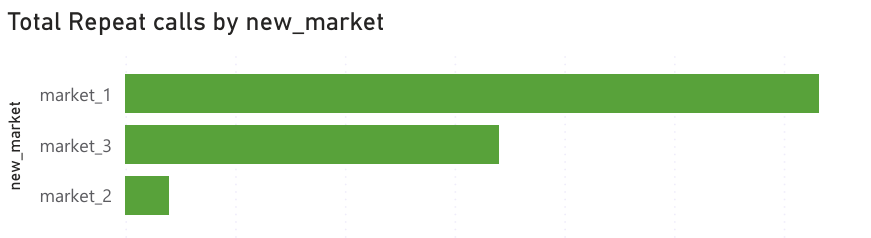 Total Repeat calls by new_market
new_market
market_1
market_3
market_2